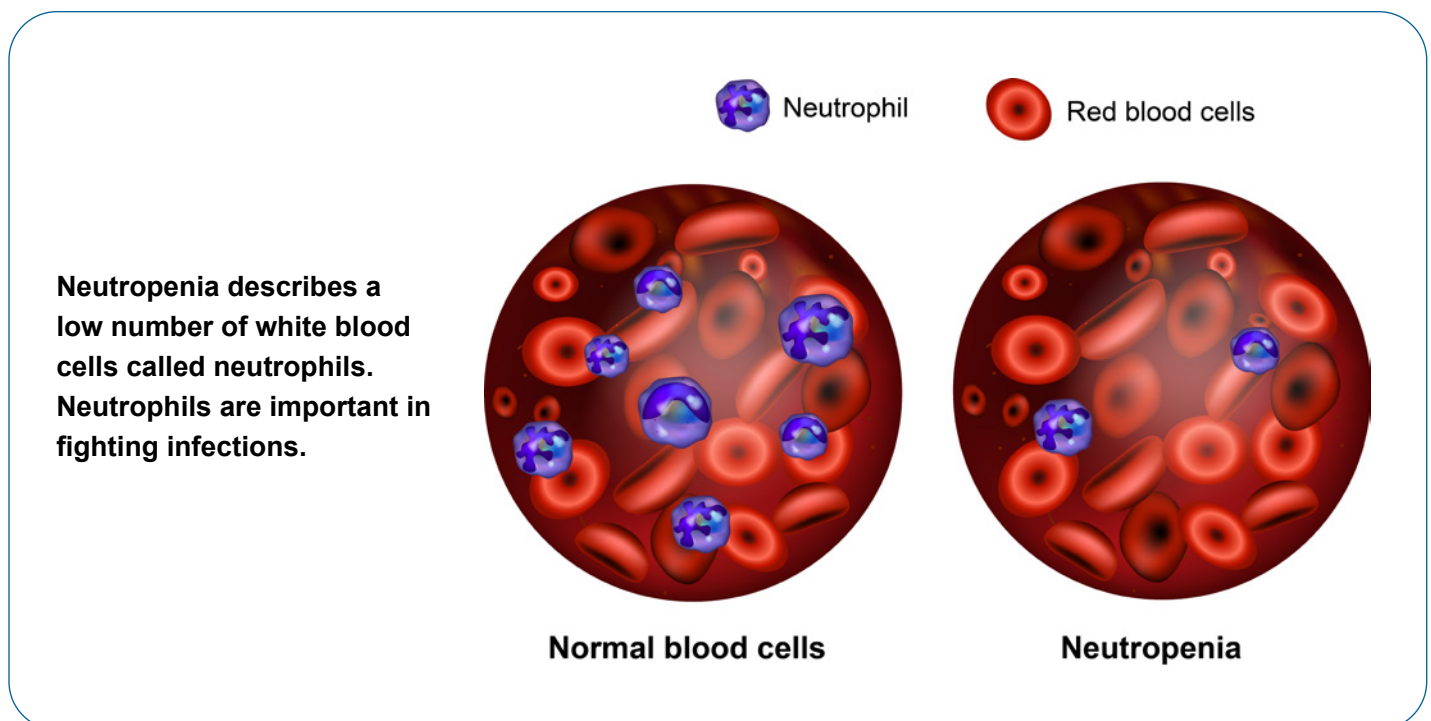 Neutrophil
Red blood cells
Neutropenia describes a
low number of white blood
cells called neutrophils.
Neutrophils are important in
fighting infections.
Normal blood cells
Neutropenia